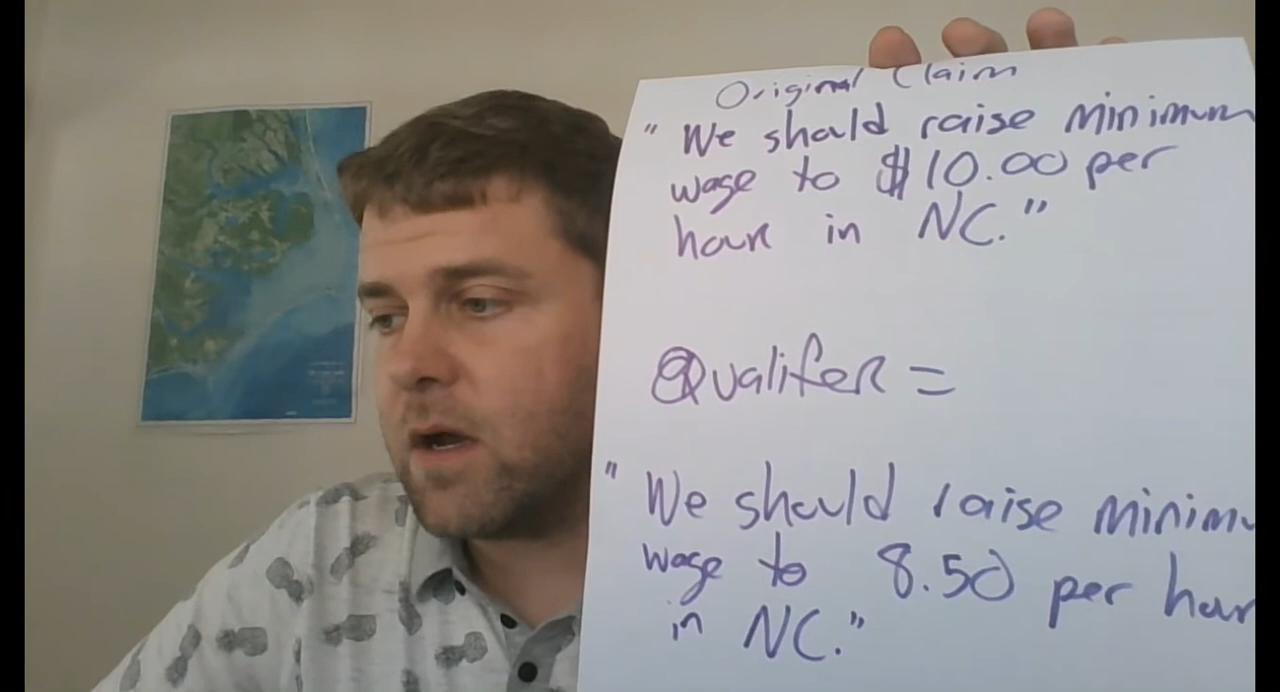 Original Claim
"We should raise minimum
wage to $10.00 per
hour in NC."
Qualifer =
"We should raise minimu
wage to 8.50 per hour
in NC."